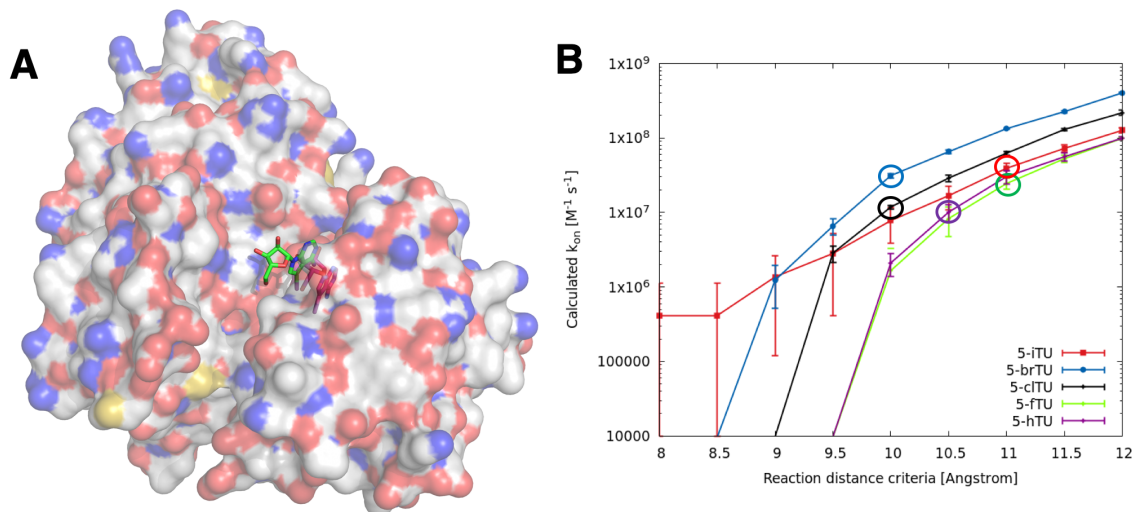 A
B
Calculated kon [M-1 s-1]
1x10^9
1x10^8
1x10^7
1x10^6
100000
10000
8 8.5 9 9.5 10 10.5 11 11.5 12
Reaction distance criteria [Angstrom]
5-iTU
5-brTU
5-clTU
5-fTU
5-hTU